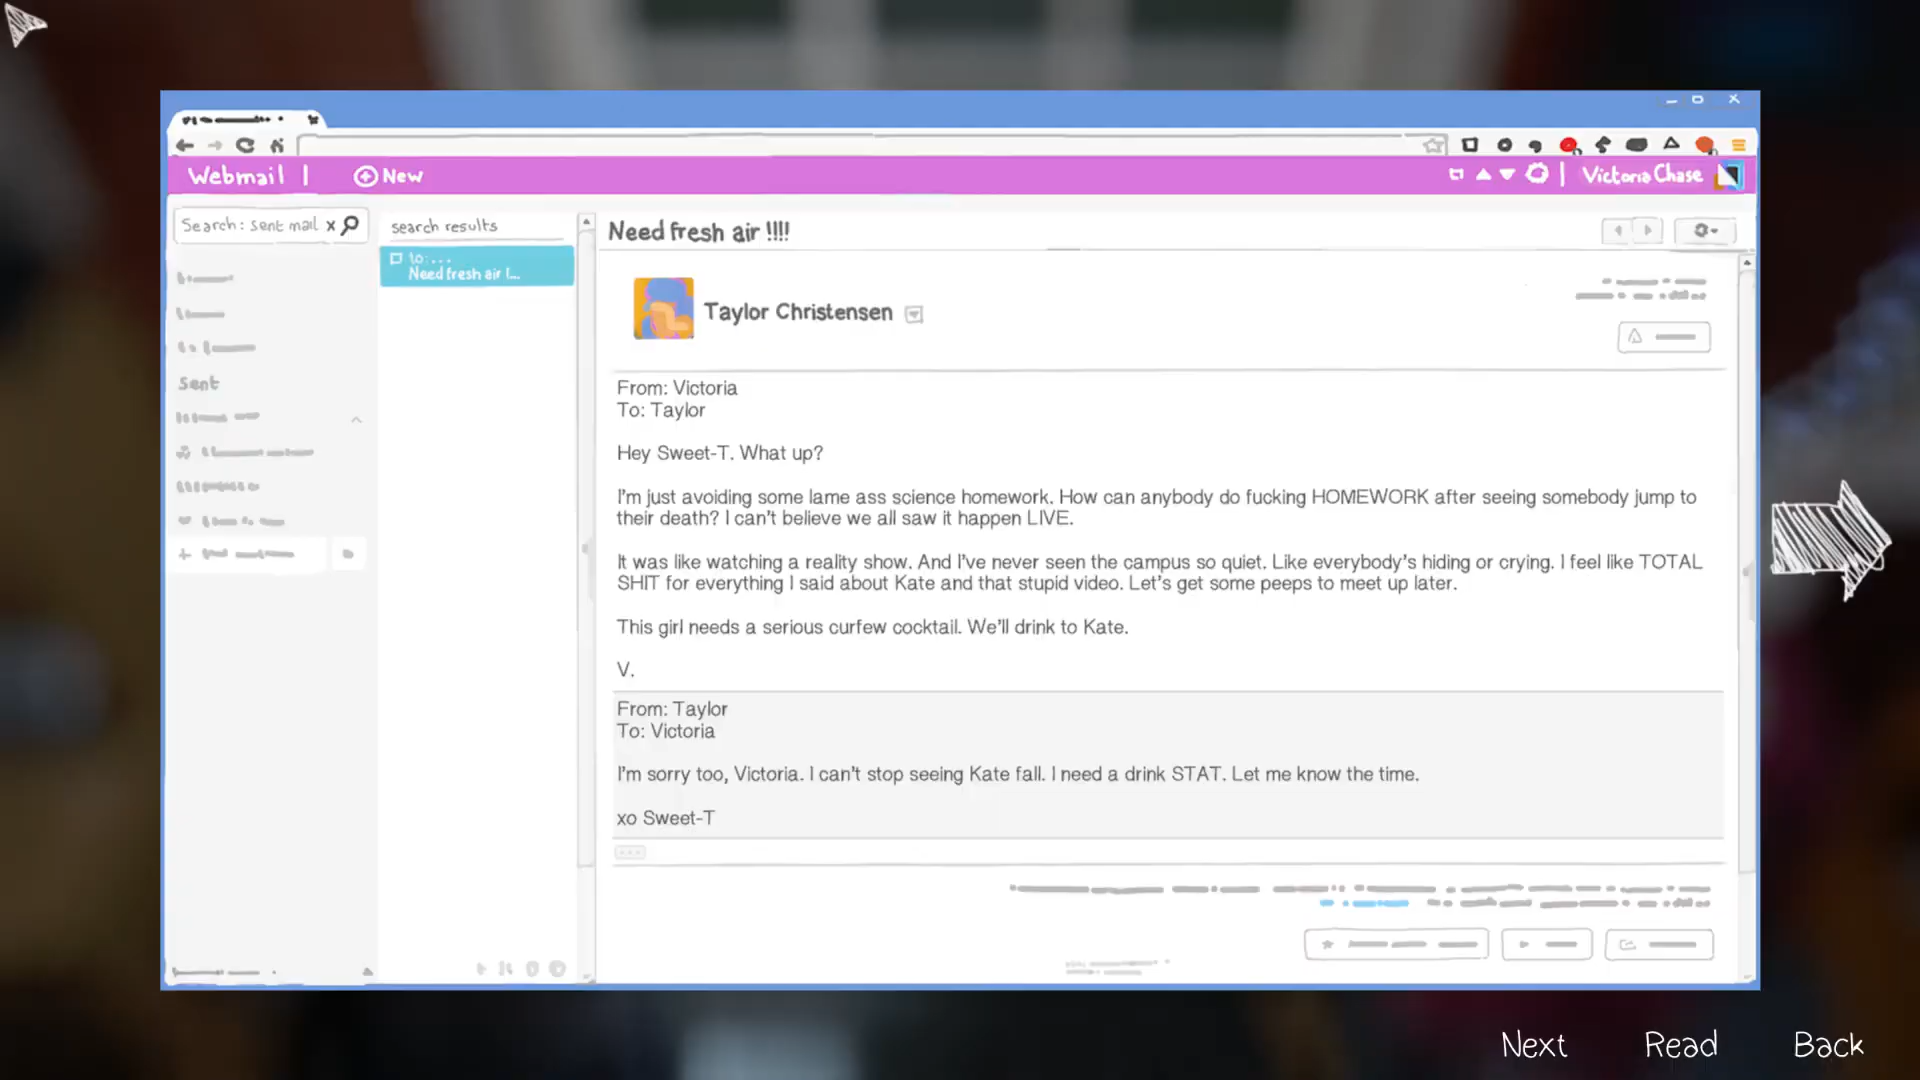 Webmail
New
Victoria Chase
Search: sent mail x
search results
to:...
Need fresh air !...
Sent
Need fresh air !!!!
Taylor Christensen
From: Victoria
To: Taylor
Hey Sweet-T. What up?
I'm just avoiding some lame ass science homework. How can anybody do fucking HOMEWORK after seeing somebody jump to
their death? I can't believe we all saw it happen LIVE.
It was like watching a reality show. And I've never seen the campus so quiet. Like everybody's hiding or crying. I feel like TOTAL
SHIT for everything I said about Kate and that stupid video. Let's get some peeps to meet up later.
This girl needs a serious curfew cocktail. We'll drink to Kate.
V.
From: Taylor
To: Victoria
I'm sorry too, Victoria. I can't stop seeing Kate fall. I need a drink STAT. Let me know the time.
xo Sweet-T
Next
Read
Back